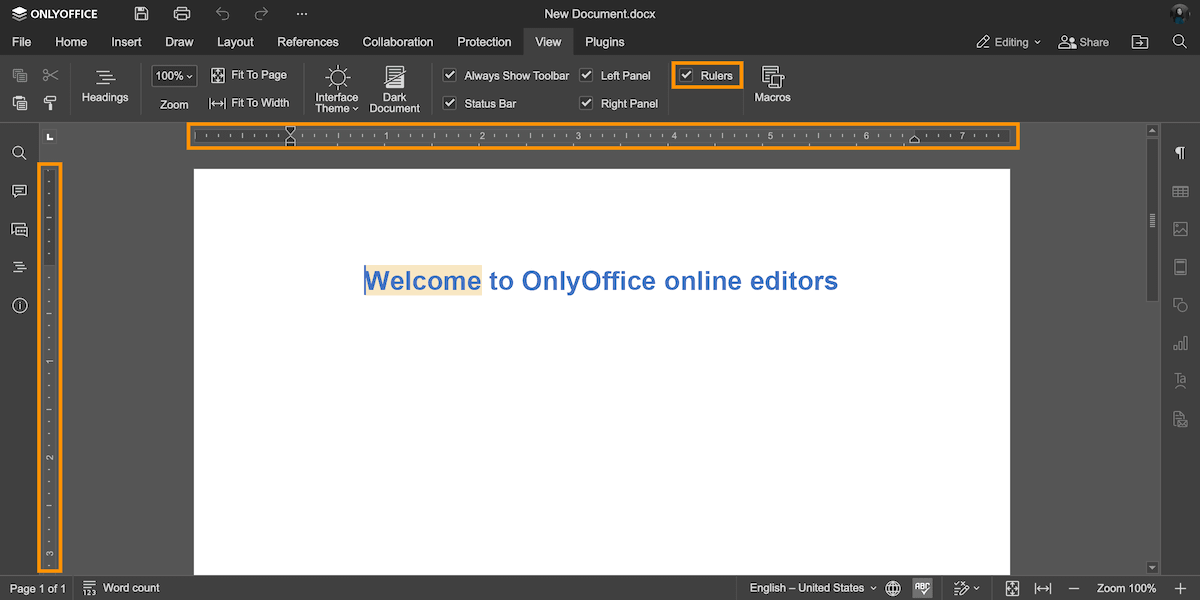 ONLYOFFICE
New Document.docx
File Home Insert Draw Layout References Collaboration Protection View Plugins Editing Share
Headings
100%
Zoom
Fit To Page
Fit To Width
Interface
Theme
Dark
Document
Always Show Toolbar
Status Bar
Left Panel
Right Panel
Rulers
Macros
1 2 3 4 5 6 7
1
2
3
Welcome to OnlyOffice online editors
Ta
Page 1 of 1
123
Word count
English – United States
ABC
Zoom 100%